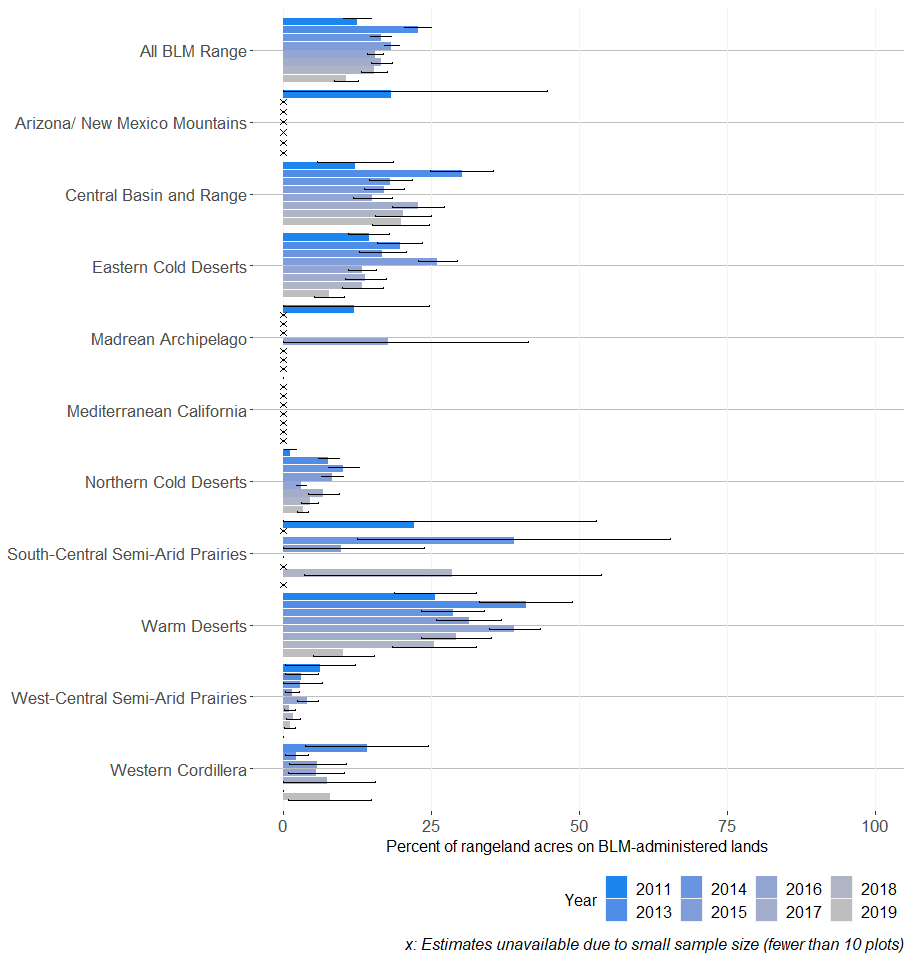 All BLM Range
Arizona/ New Mexico Mountains
Central Basin and Range
Eastern Cold Deserts
Madrean Archipelago
Mediterranean California
Northern Cold Deserts
South-Central Semi-Arid Prairies
Warm Deserts
West-Central Semi-Arid Prairies
Western Cordillera
0 25 50 75 100
Percent of rangeland acres on BLM-administered lands
Year 2011 2014 2016 2018
2013 2015 2017 2019
x: Estimates unavailable due to small sample size (fewer than 10 plots)